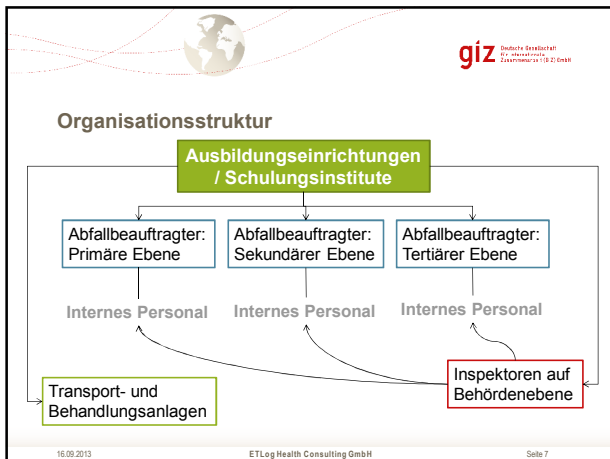 giz
Deutsche Gesellschaft
für Internationale
Zusammenarbeit (GIZ) GmbH
Organisationsstruktur
Ausbildungseinrichtungen
/ Schulungsinstitute
Abfallbeauftragter:
Primäre Ebene
Abfallbeauftragter:
Sekundärer Ebene
Abfallbeauftragter:
Tertiärer Ebene
Internes Personal
Internes Personal
Internes Personal
Transport- und
Behandlungsanlagen
Inspektoren auf
Behördenebene
16.09.2013
ETLog Health Consulting GmbH
Seite 7